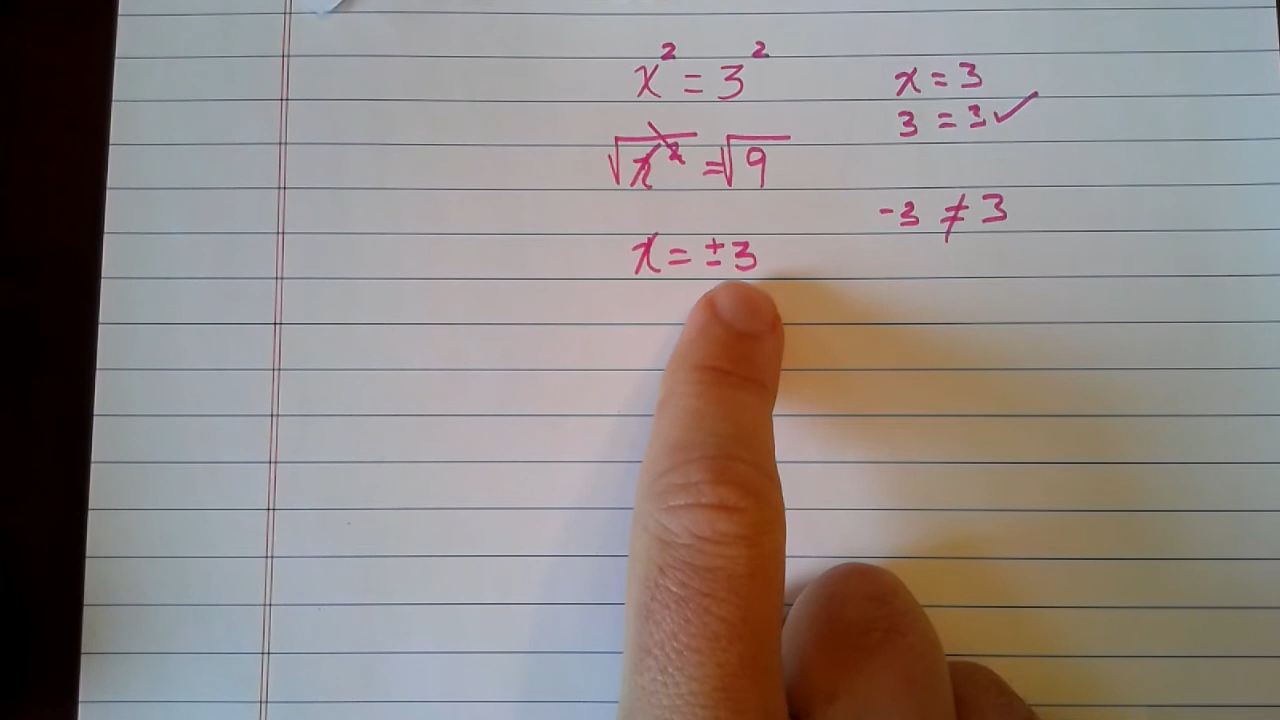 x² = 3²
√x² = √9
x = ±3
x = 3
3 = 3 ✓
-3 ≠ 3